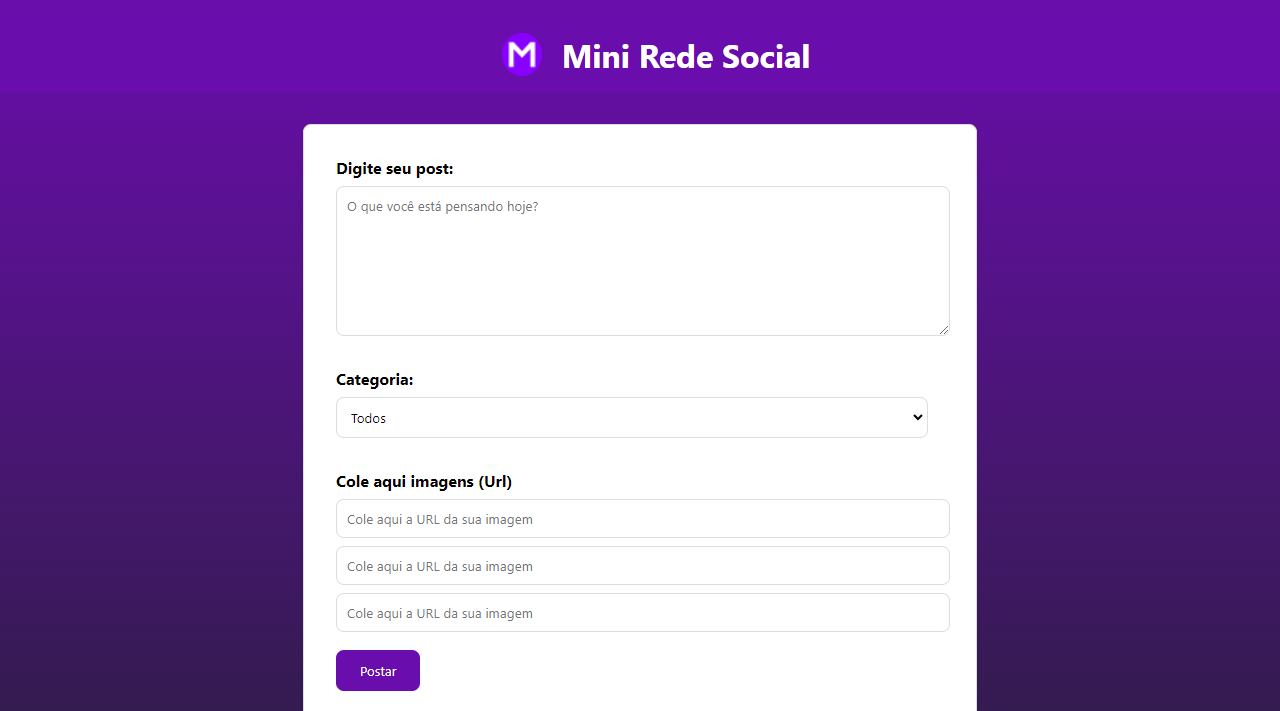 M Mini Rede Social
Digite seu post:
O que você está pensando hoje?
Categoria:
Todos
Cole aqui imagens (Url)
Cole aqui a URL da sua imagem
Cole aqui a URL da sua imagem
Cole aqui a URL da sua imagem
Postar